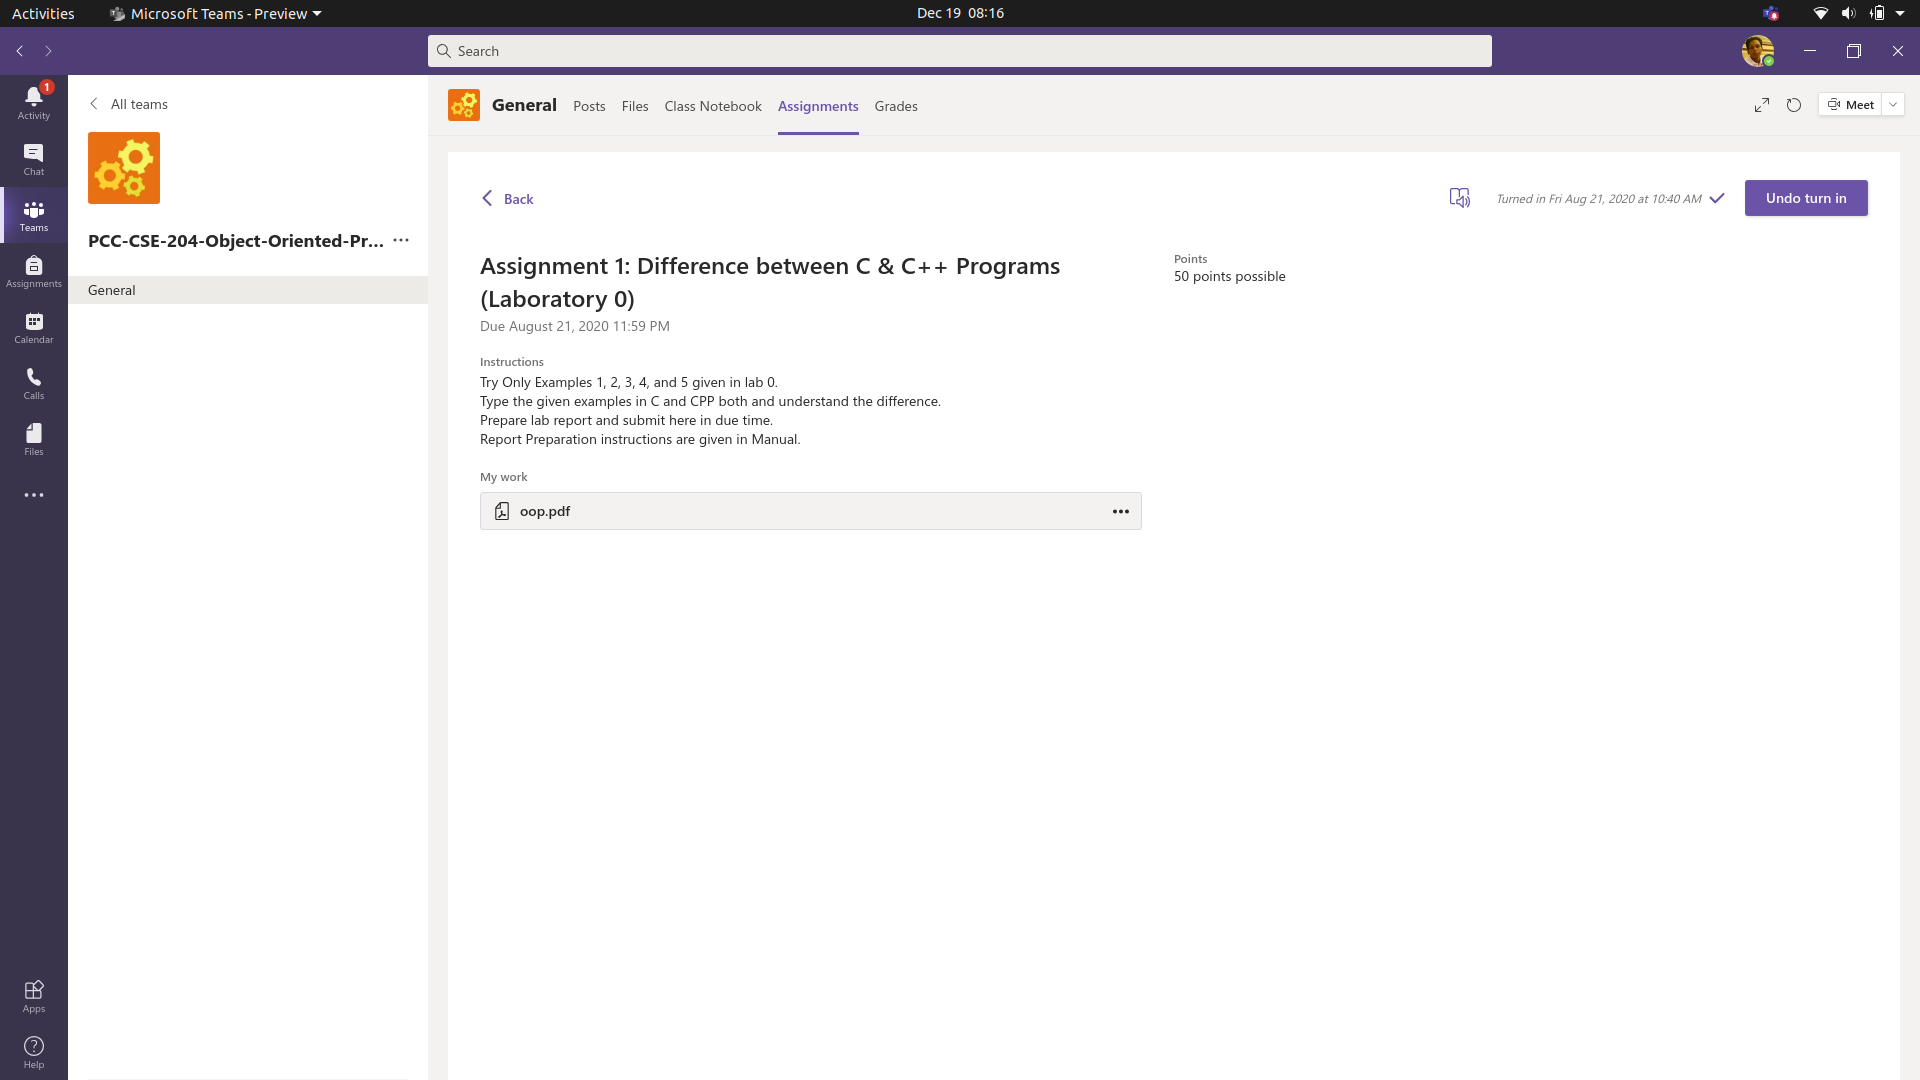 Activities
Microsoft Teams - Preview
Dec 19 08:16
Search
1
Activity
Chat
Teams
Assignments
Calendar
Calls
Files
Apps
Help
All teams
PCC-CSE-204-Object-Oriented-Pr...
General
General
Posts
Files
Class Notebook
Assignments
Grades
Meet
Back
Turned in Fri Aug 21, 2020 at 10:40 AM
Undo turn in
Assignment 1: Difference between C & C++ Programs
(Laboratory 0)
Due August 21, 2020 11:59 PM
Points
50 points possible
Instructions
Try Only Examples 1, 2, 3, 4, and 5 given in lab 0.
Type the given examples in C and CPP both and understand the difference.
Prepare lab report and submit here in due time.
Report Preparation instructions are given in Manual.
My work
oop.pdf